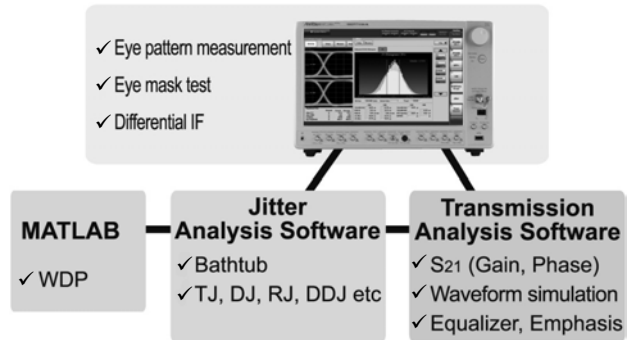 ✓ Eye pattern measurement
✓ Eye mask test
✓ Differential IF
MATLAB
✓ WDP
Jitter
Analysis Software
✓ Bathtub
✓ TJ, DJ, RJ, DDJ etc
Transmission
Analysis Software
✓ S21 (Gain, Phase)
✓ Waveform simulation
✓ Equalizer, Emphasis